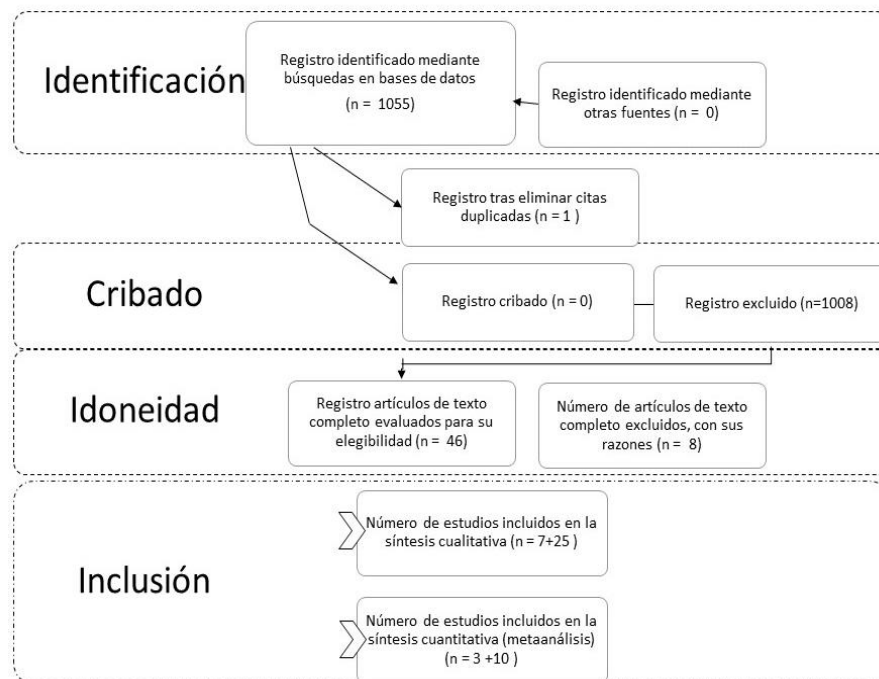 Identificación
Registro identificado mediante
búsquedas en bases de datos
(n = 1055)
Registro identificado mediante
otras fuentes (n = 0)
Registro tras eliminar citas
duplicadas (n = 1 )
Cribado
Registro cribado (n = 0)
Registro excluido (n=1008)
Idoneidad
Registro artículos de texto
completo evaluados para su
elegibilidad (n = 46)
Número de artículos de texto
completo excluidos, con sus
razones (n = 8)
Inclusión
Número de estudios incluidos en la
síntesis cualitativa (n = 7+25 )
Número de estudios incluidos en la
síntesis cuantitativa (metaanálisis)
(n = 3 +10 )